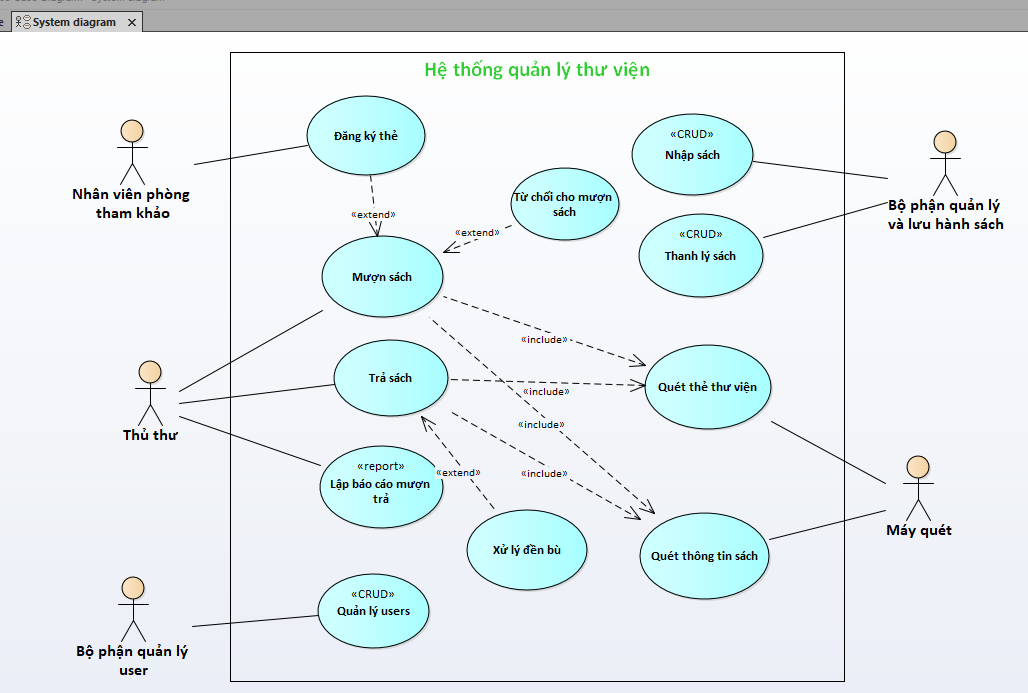 System diagram
Hệ thống quản lý thư viện
Đăng ký thẻ
«CRUD»
Nhập sách
Nhân viên phòng
tham khảo
Từ chối cho mượn
sách
Bộ phận quản lý
và lưu hành sách
«extend»
«extend»
«CRUD»
Thanh lý sách
Mượn sách
«include»
Trả sách
Quét thẻ thư viện
«include»
Thủ thư
«include»
«report»
Lập báo cáo mượn
trả
«extend»
«include»
Máy quét
Xử lý đền bù
Quét thông tin sách
«CRUD»
Quản lý users
Bộ phận quản lý
user